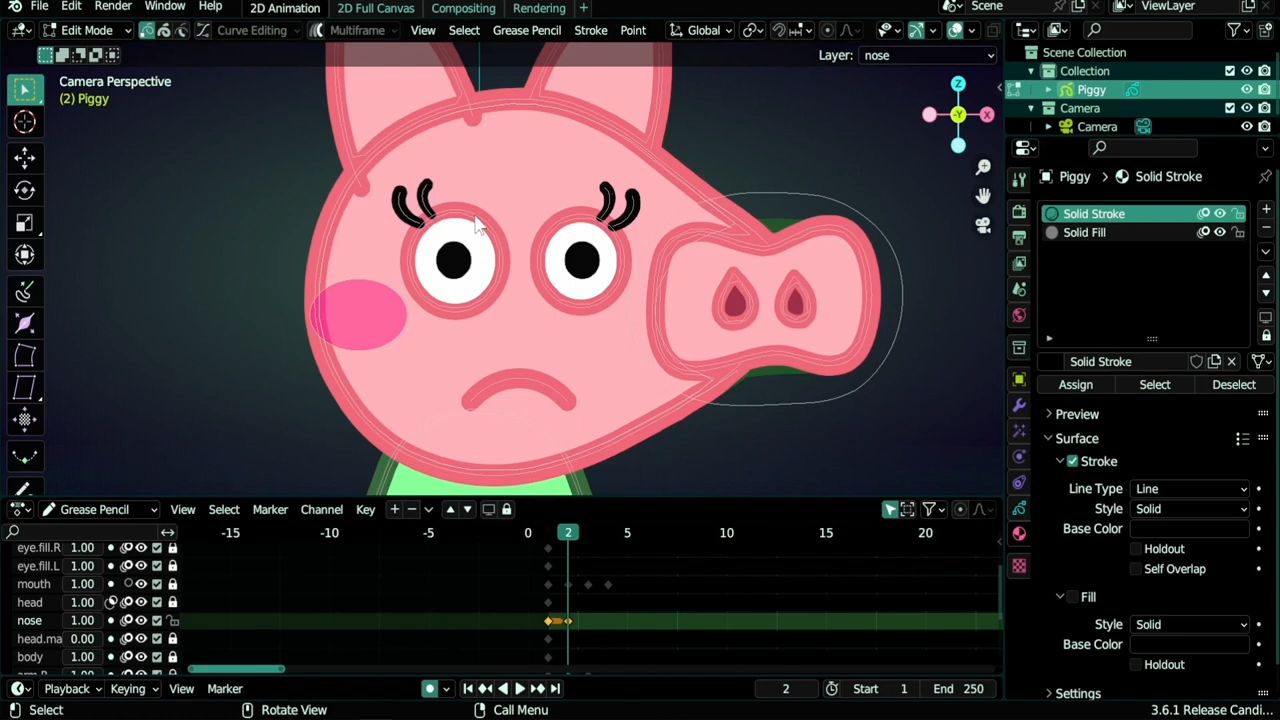 File Edit Render Window Help 2D Animation 2D Full Canvas Compositing Rendering + Scene ViewLayer
Edit Mode Curve Editing Multiframe View Select Grease Pencil Stroke Point Global
Layer: nose
Camera Perspective
(2) Piggy
Z
-Y
X
Scene Collection
Collection
Piggy
Camera
Camera
Piggy Solid Stroke
Solid Stroke
Solid Fill
Solid Stroke
Assign Select Deselect
Preview
Surface
Stroke
Line Type Line
Style Solid
Base Color
Holdout
Self Overlap
Fill
Style Solid
Base Color
Holdout
Settings
Grease Pencil View Select Marker Channel Key
-15 -10 -5 0 2 5 10 15 20
eye.fill.R 1.00
eye.fill.L 1.00
mouth 1.00
head 1.00
nose 1.00
head.ma 0.00
body 1.00
Playback Keying View Marker 2 Start 1 End 250
Select Rotate View Call Menu 3.6.1 Release Candi...